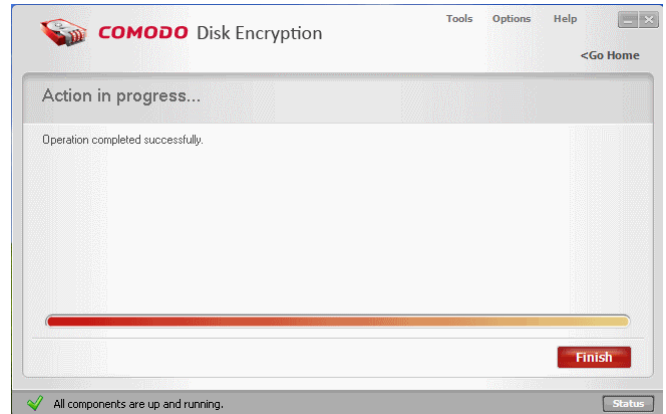 Tools Options Help
COMODO Disk Encryption
<Go Home
Action in progress...
Operation completed successfully.
Finish
All components are up and running.
Status